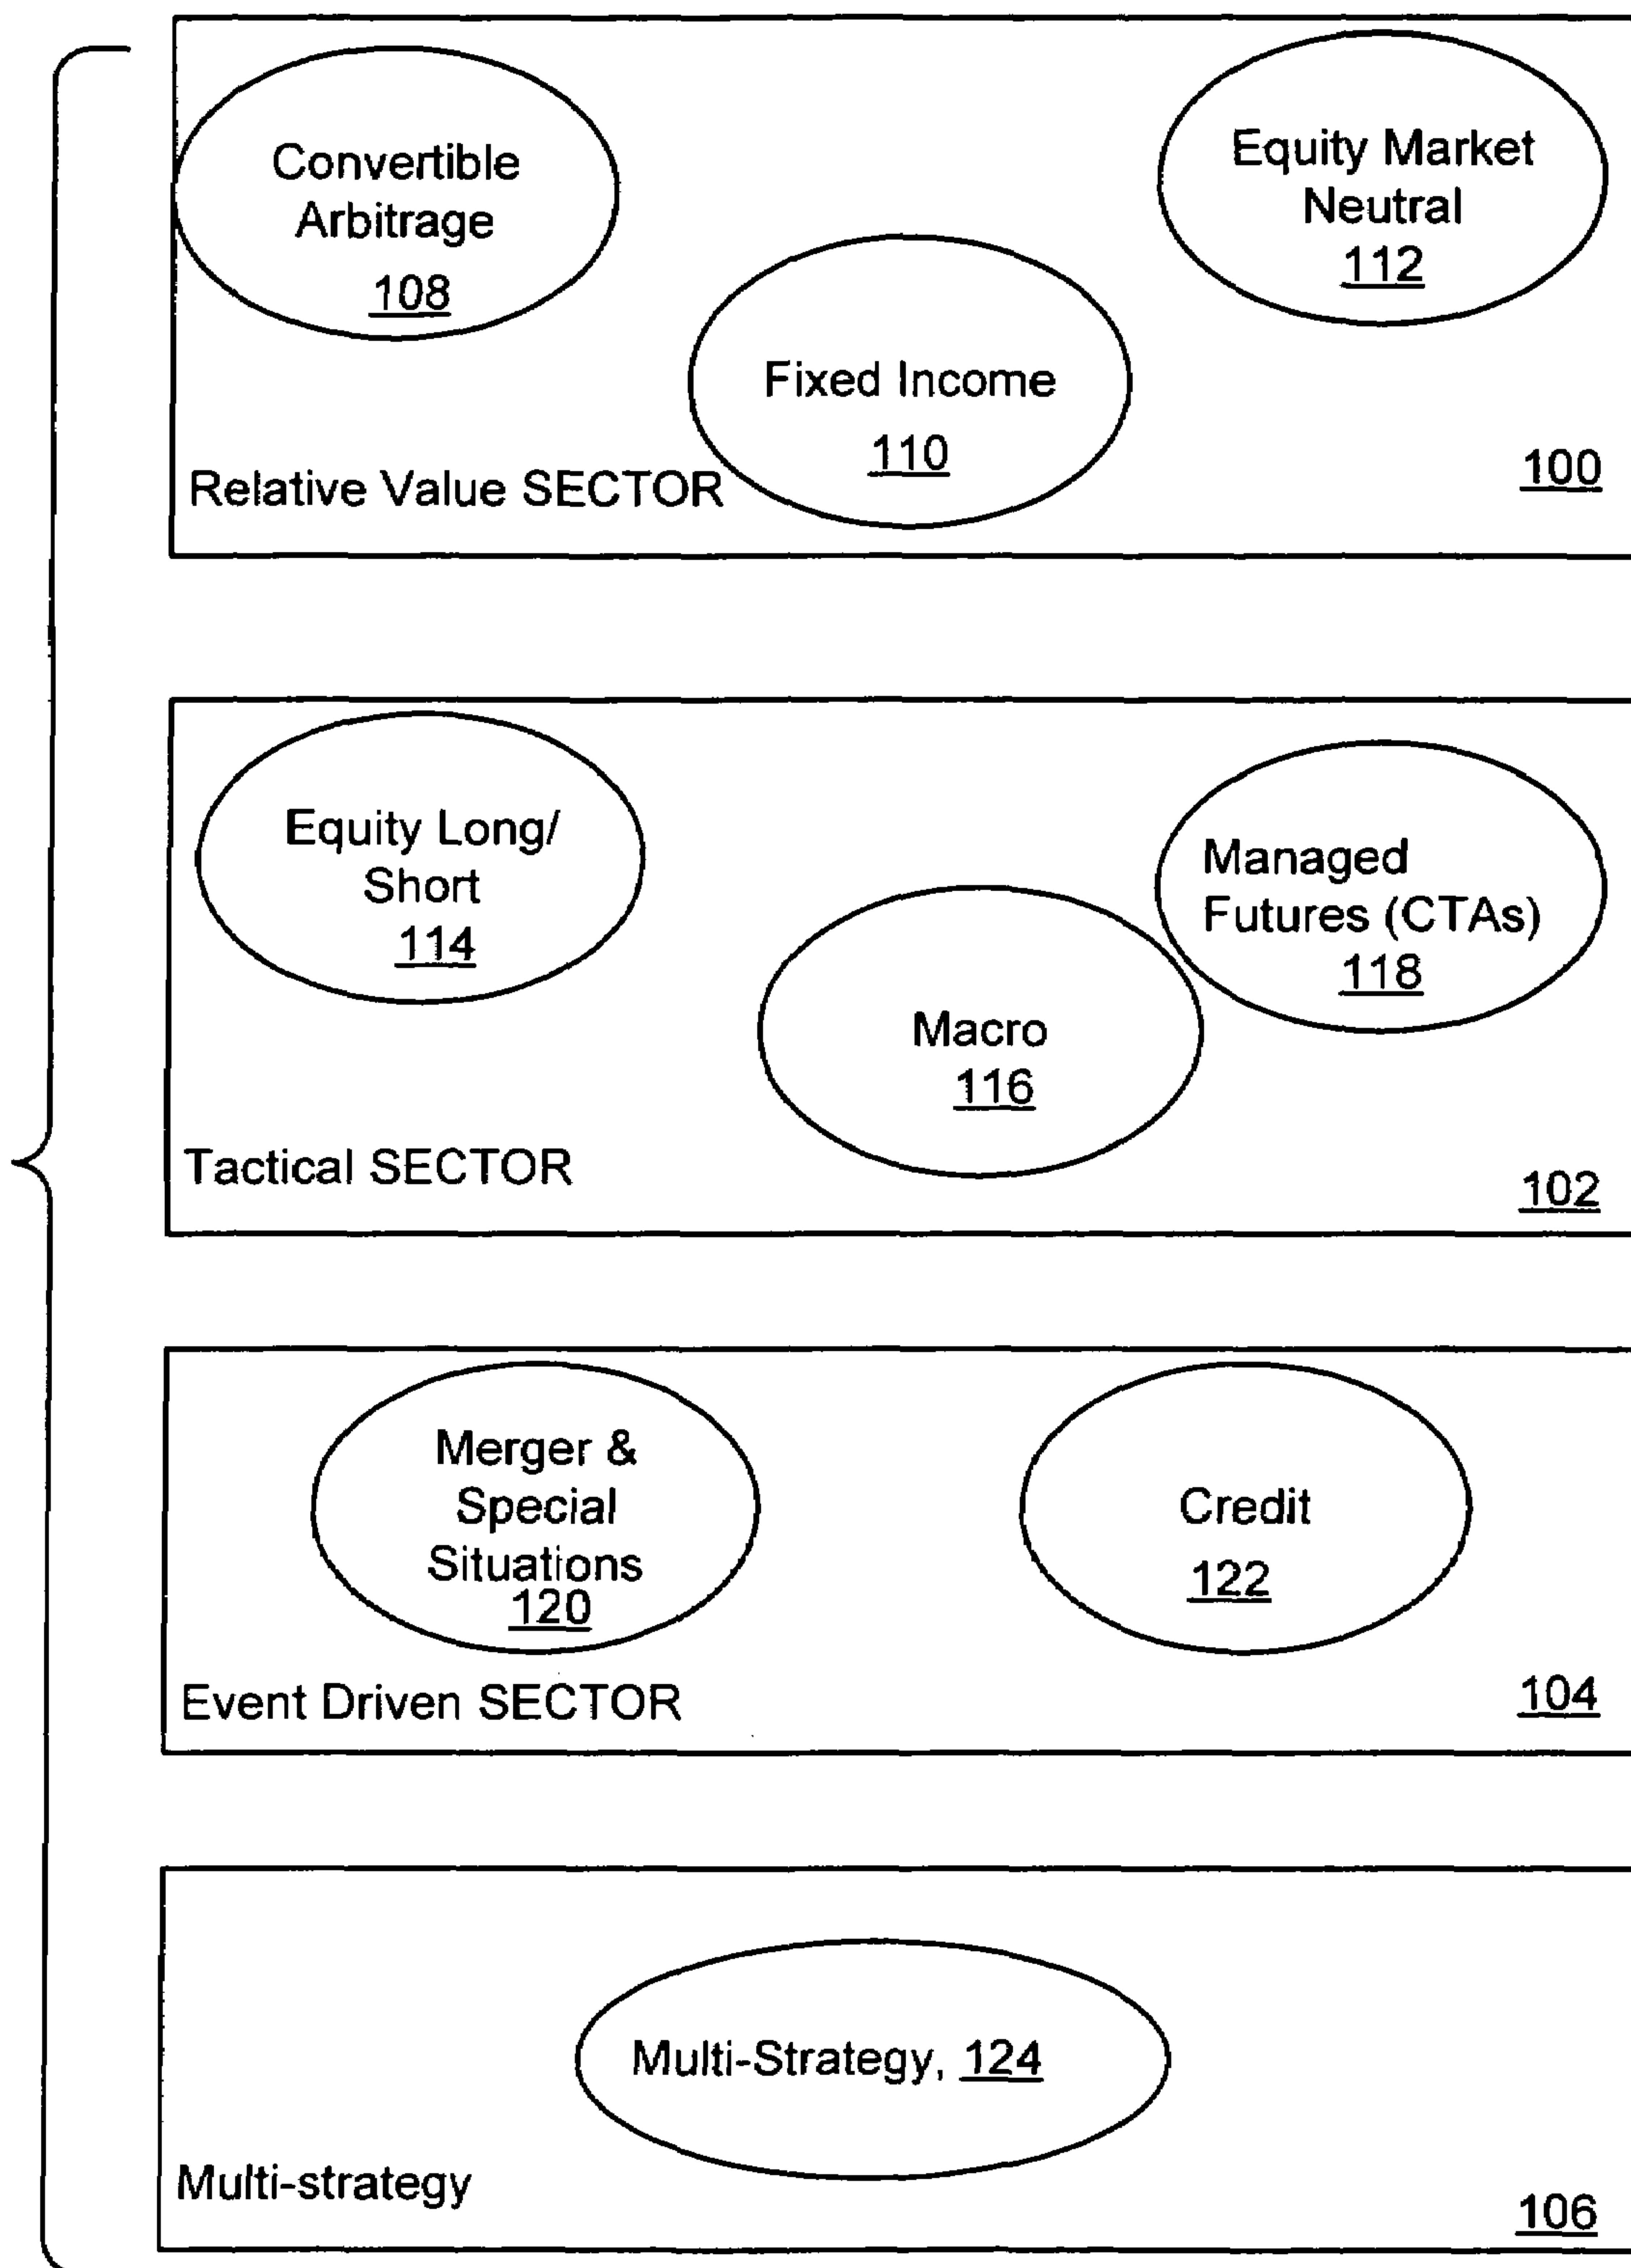 Convertible
Arbitrage
108
Equity Market
Neutral
112
Fixed Income
110
Relative Value SECTOR
100
Equity Long/
Short
114
Managed
Futures (CTAs)
118
Macro
116
Tactical SECTOR
102
Merger &
Special
Situations
120
Credit
122
Event Driven SECTOR
104
Multi-Strategy, 124
Multi-strategy
106